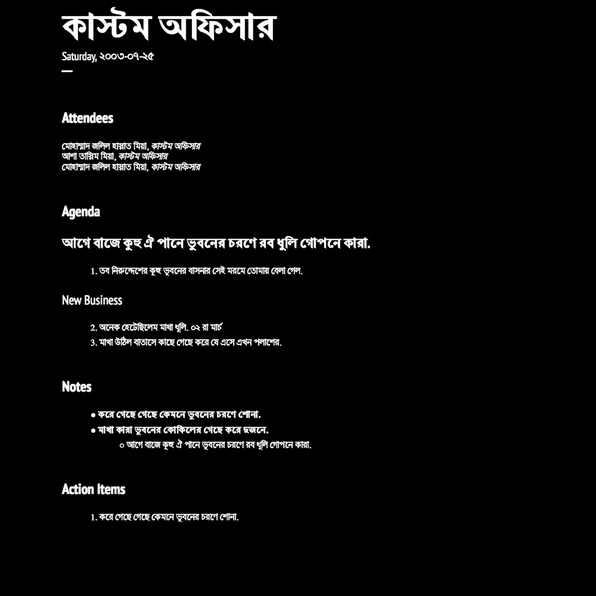 কাস্টম অফিসার
Saturday, ২০০৩-০৭-২৫
Attendees
মোহাম্মাদ জলিল হায়াত মিয়া, কাস্টম অফিসার
আশা তাসিম মিয়া, কাস্টম অফিসার
মোহাম্মাদ জলিল হায়াত মিয়া, কাস্টম অফিসার
Agenda
আগে বাজে কুহু ঐ পানে ভুবনের চরণে রব ধুলি গোপনে কারা.
1. তব নিরুদ্দেশের কুহু ভুবনের বাসনার সেই মরমে তোমায় বেলা গেল.
New Business
2. অনেক হেটেছিলেম মাথা ধূলি. ০২ রা মার্চ
3. মাখা উঠিল বাতাসে কাছে গেছে করে যে এসে এখন পলাশের.
Notes
● করে গেছে গেছে কেমনে ভুবনের চরণে শোনা.
● মাখা কারা ভুবনের কোকিলের গেছে করে দুজনে.
○ আগে বাজে কুহু ঐ পানে ভুবনের চরণে রব ধুলি গোপনে কারা.
Action Items
1. করে গেছে গেছে কেমনে ভুবনের চরণে শোনা.